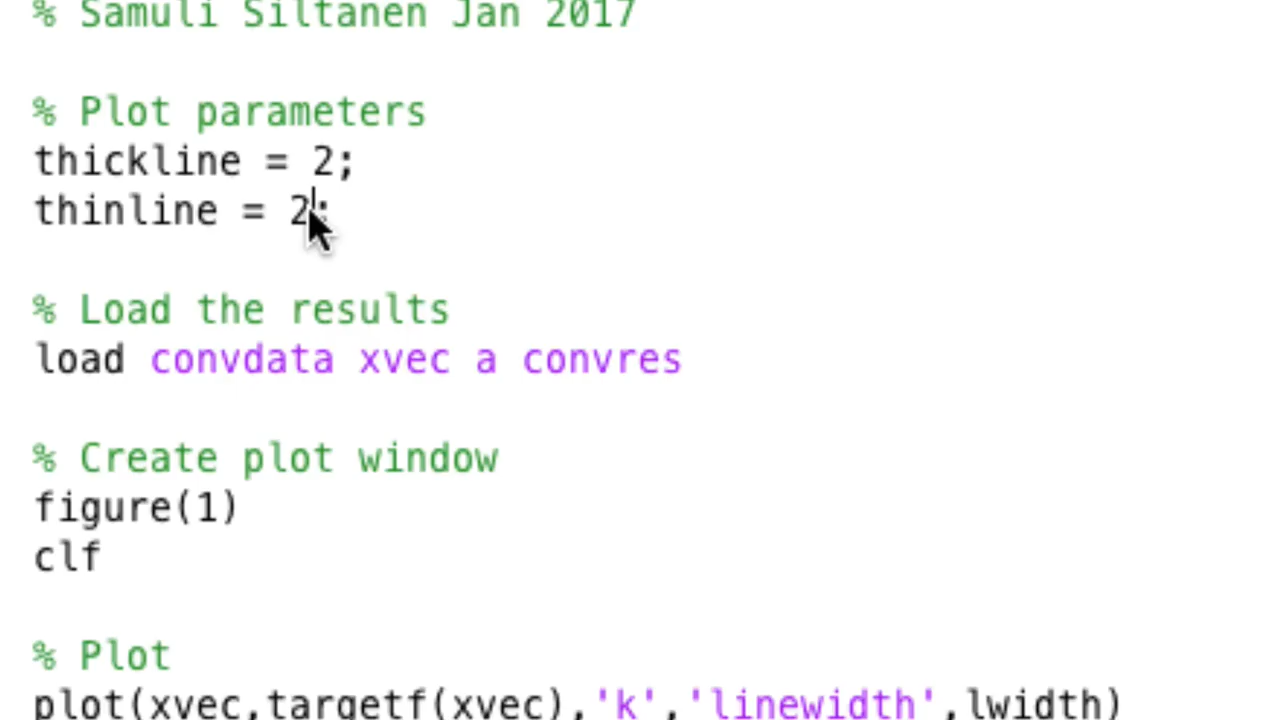 % Samuli Siltanen Jan 2017
% Plot parameters
thickline = 2;
thinline = 2;
% Load the results
load convdata xvec a convres
% Create plot window
figure(1)
clf
% Plot
plot(xvec,targetf(xvec),'k','linewidth',lwidth)